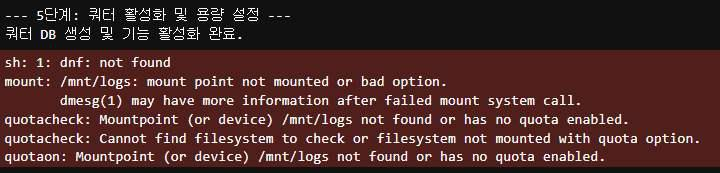 --- 5단계: 쿼터 활성화 및 용량 설정 ---
쿼터 DB 생성 및 기능 활성화 완료.
sh: 1: dnf: not found
mount: /mnt/logs: mount point not mounted or bad option.
dmesg(1) may have more information after failed mount system call.
quotacheck: Mountpoint (or device) /mnt/logs not found or has no quota enabled.
quotacheck: Cannot find filesystem to check or filesystem not mounted with quota option.
quotaon: Mountpoint (or device) /mnt/logs not found or has no quota enabled.